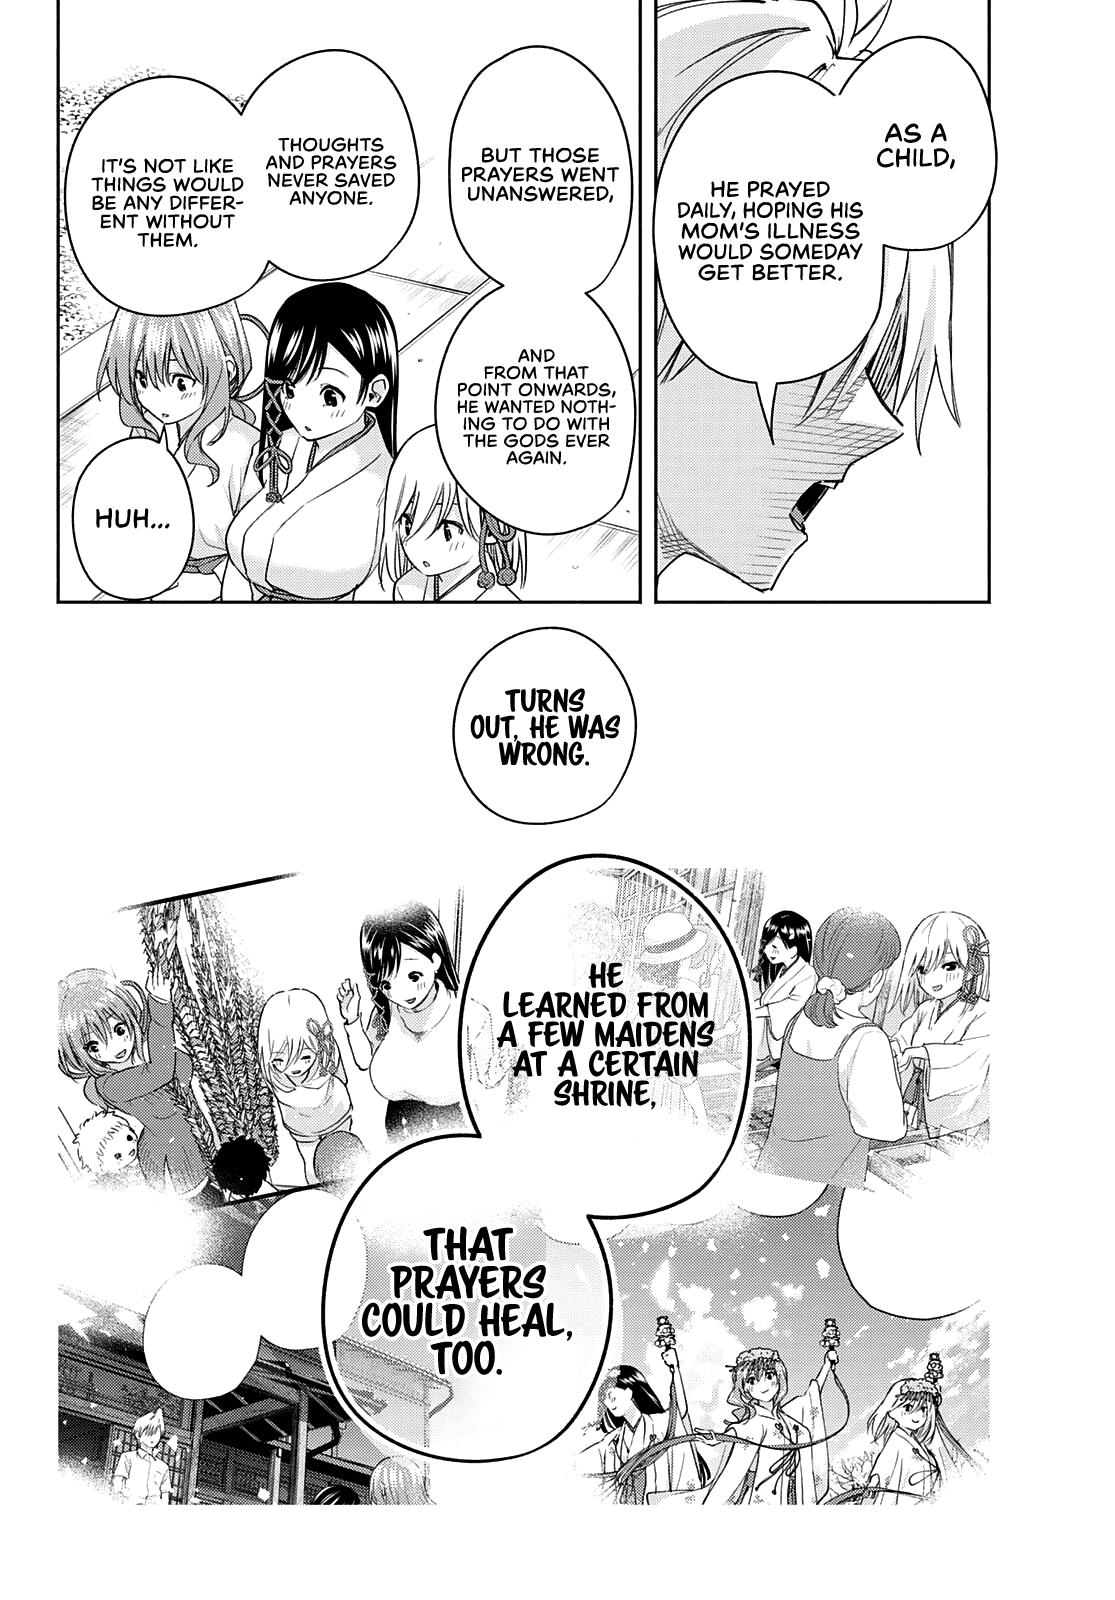 AS A
CHILD,
HE PRAYED
DAILY, HOPING HIS
MOM'S ILLNESS
WOULD SOMEDAY
GET BETTER.
BUT THOSE
PRAYERS WENT
UNANSWERED,
AND
FROM THAT
POINT ONWARDS,
HE WANTED NOTH-
ING TO DO WITH
THE GODS EVER
AGAIN.
THOUGHTS
AND PRAYERS
NEVER SAVED
ANYONE.
IT'S NOT LIKE
THINGS WOULD
BE ANY DIFFER-
ENT WITHOUT
THEM.
HUH...
TURNS
OUT, HE WAS
WRONG.
HE
LEARNED FROM
A FEW MAIDENS
AT A CERTAIN
SHRINE,
THAT
PRAYERS
COULD HEAL,
TOO.